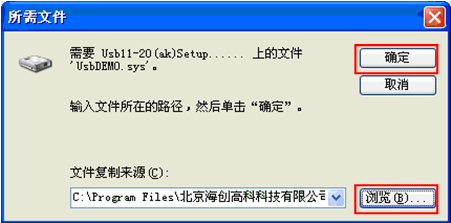 所需文件
需要 Usb11-20(ak)Setup...... 上的文件
'UsbDEMO.sys'。
确定
取消
输入文件所在的路径，然后单击“确定”。
文件复制来源(C):
C:\Program Files\北京海创高科科技有限公司
浏览(B)...